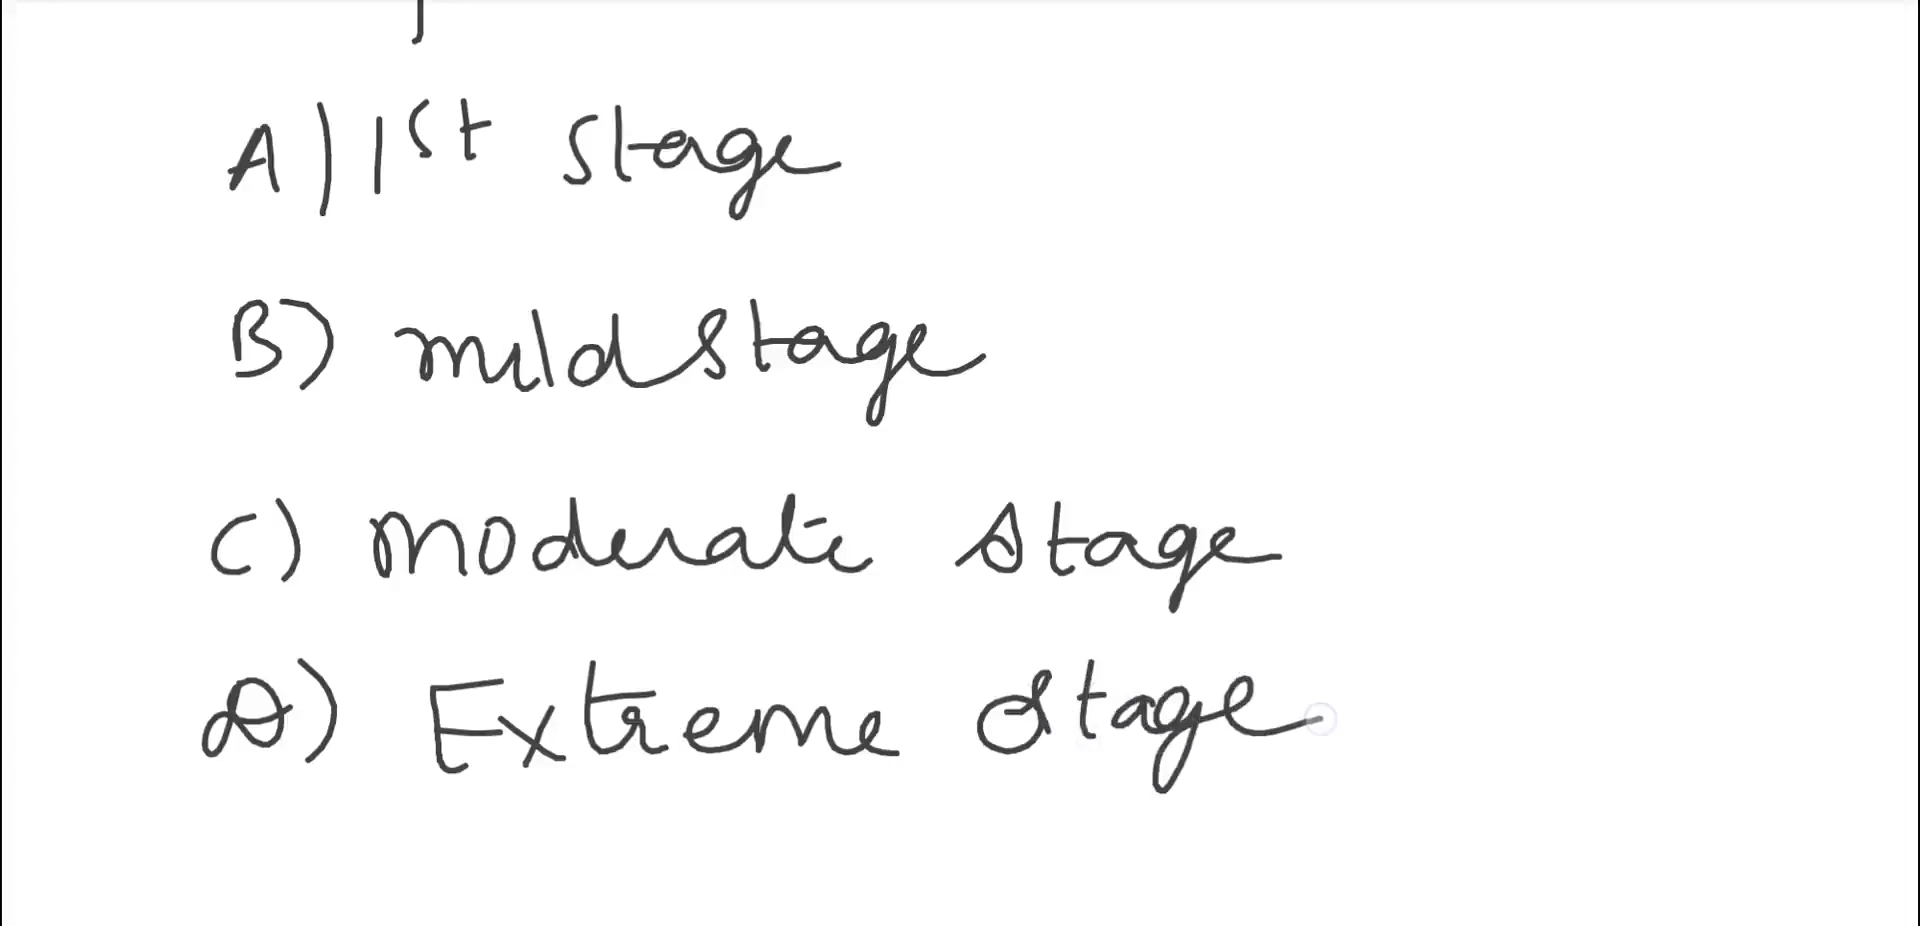 A) 1st stage
B) mild stage
C) moderate stage
D) Extreme stage